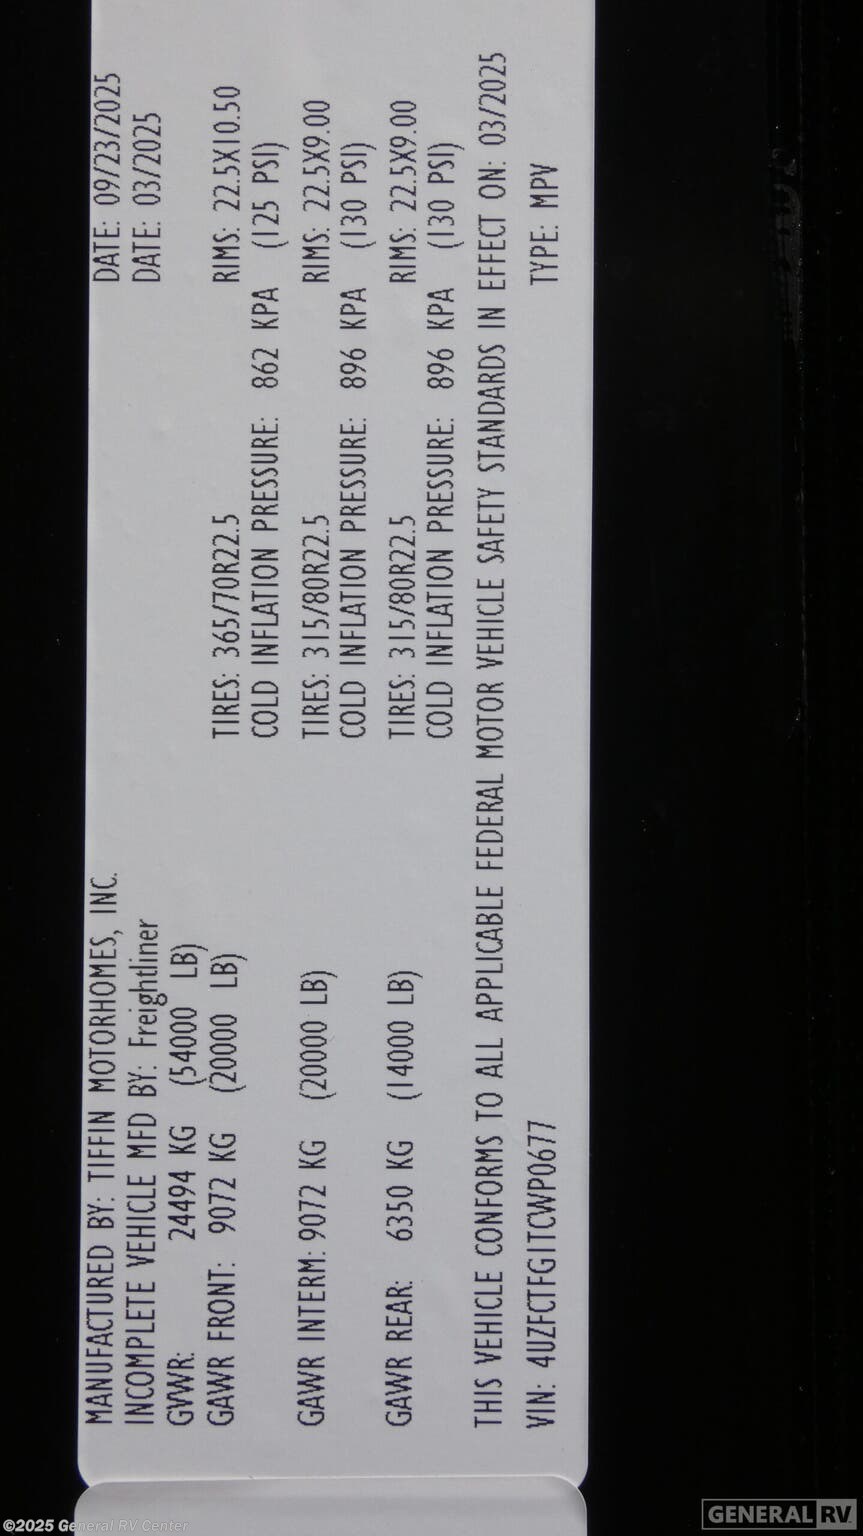 MANUFACTURED BY: TIFFIN MOTORHOMES, INC. DATE: 09/23/2025
INCOMPLETE VEHICLE MFD BY: Freightliner DATE: 03/2025
GVWR: 24494 KG (54000 LB)
GAWR FRONT: 9072 KG (20000 LB) TIRES: 365/70R22.5 RIMS: 22.5X10.50
COLD INFLATION PRESSURE: 862 KPA (125 PSI)
GAWR INTERM: 9072 KG (20000 LB) TIRES: 315/80R22.5 RIMS: 22.5X9.00
COLD INFLATION PRESSURE: 896 KPA (130 PSI)
GAWR REAR: 6350 KG (14000 LB) TIRES: 315/80R22.5 RIMS: 22.5X9.00
COLD INFLATION PRESSURE: 896 KPA (130 PSI)
THIS VEHICLE CONFORMS TO ALL APPLICABLE FEDERAL MOTOR VEHICLE SAFETY STANDARDS IN EFFECT ON: 03/2025
VIN: 4UZFCTFG1TCWP0677 TYPE: MPV
©2025 General RV Center
GENERAL RV